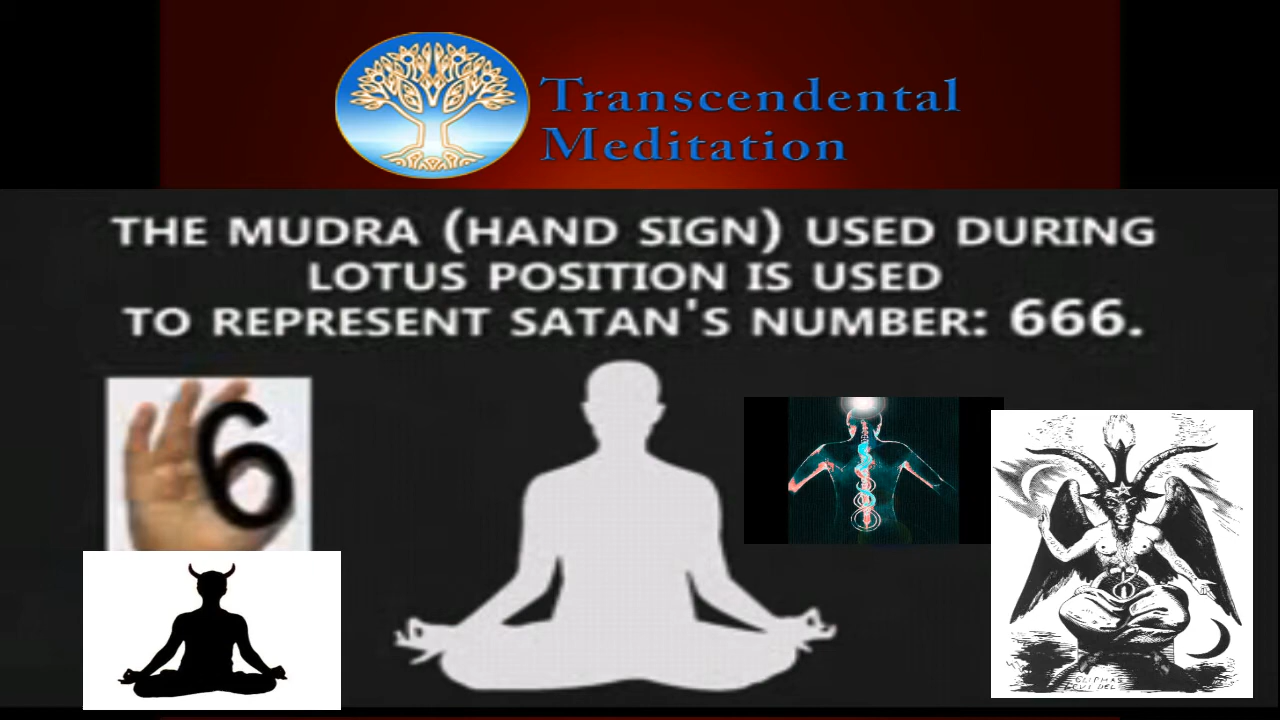 Transcendental
Meditation
THE MUDRA (HAND SIGN) USED DURING
LOTUS POSITION IS USED
TO REPRESENT SATAN'S NUMBER: 666.
6